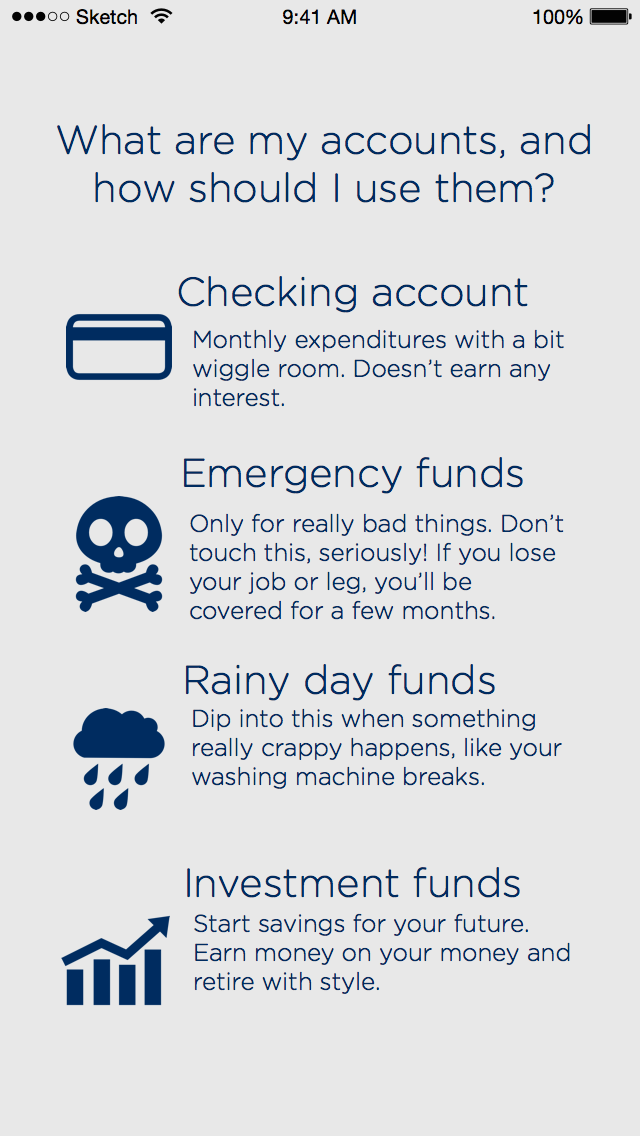 Sketch 9:41 AM 100%
What are my accounts, and
how should I use them?
Checking account
Monthly expenditures with a bit
wiggle room. Doesn’t earn any
interest.
Emergency funds
Only for really bad things. Don’t
touch this, seriously! If you lose
your job or leg, you’ll be
covered for a few months.
Rainy day funds
Dip into this when something
really crappy happens, like your
washing machine breaks.
Investment funds
Start savings for your future.
Earn money on your money and
retire with style.